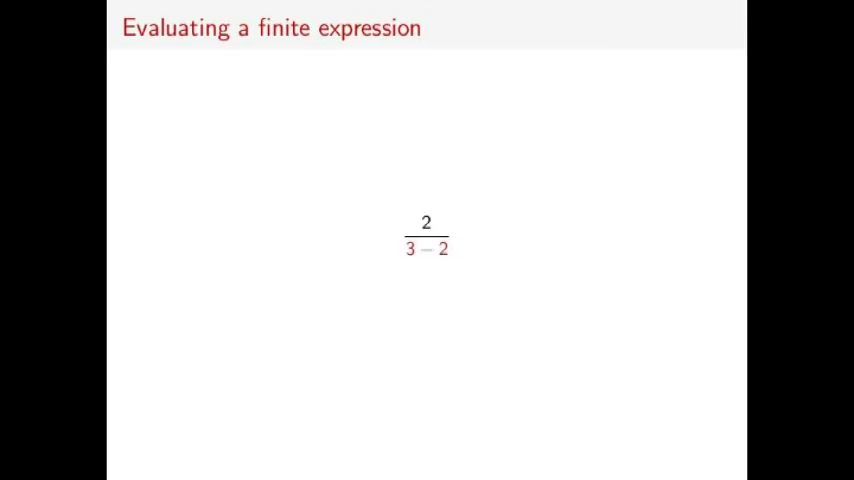 Evaluating a finite expression
2
3 − 2